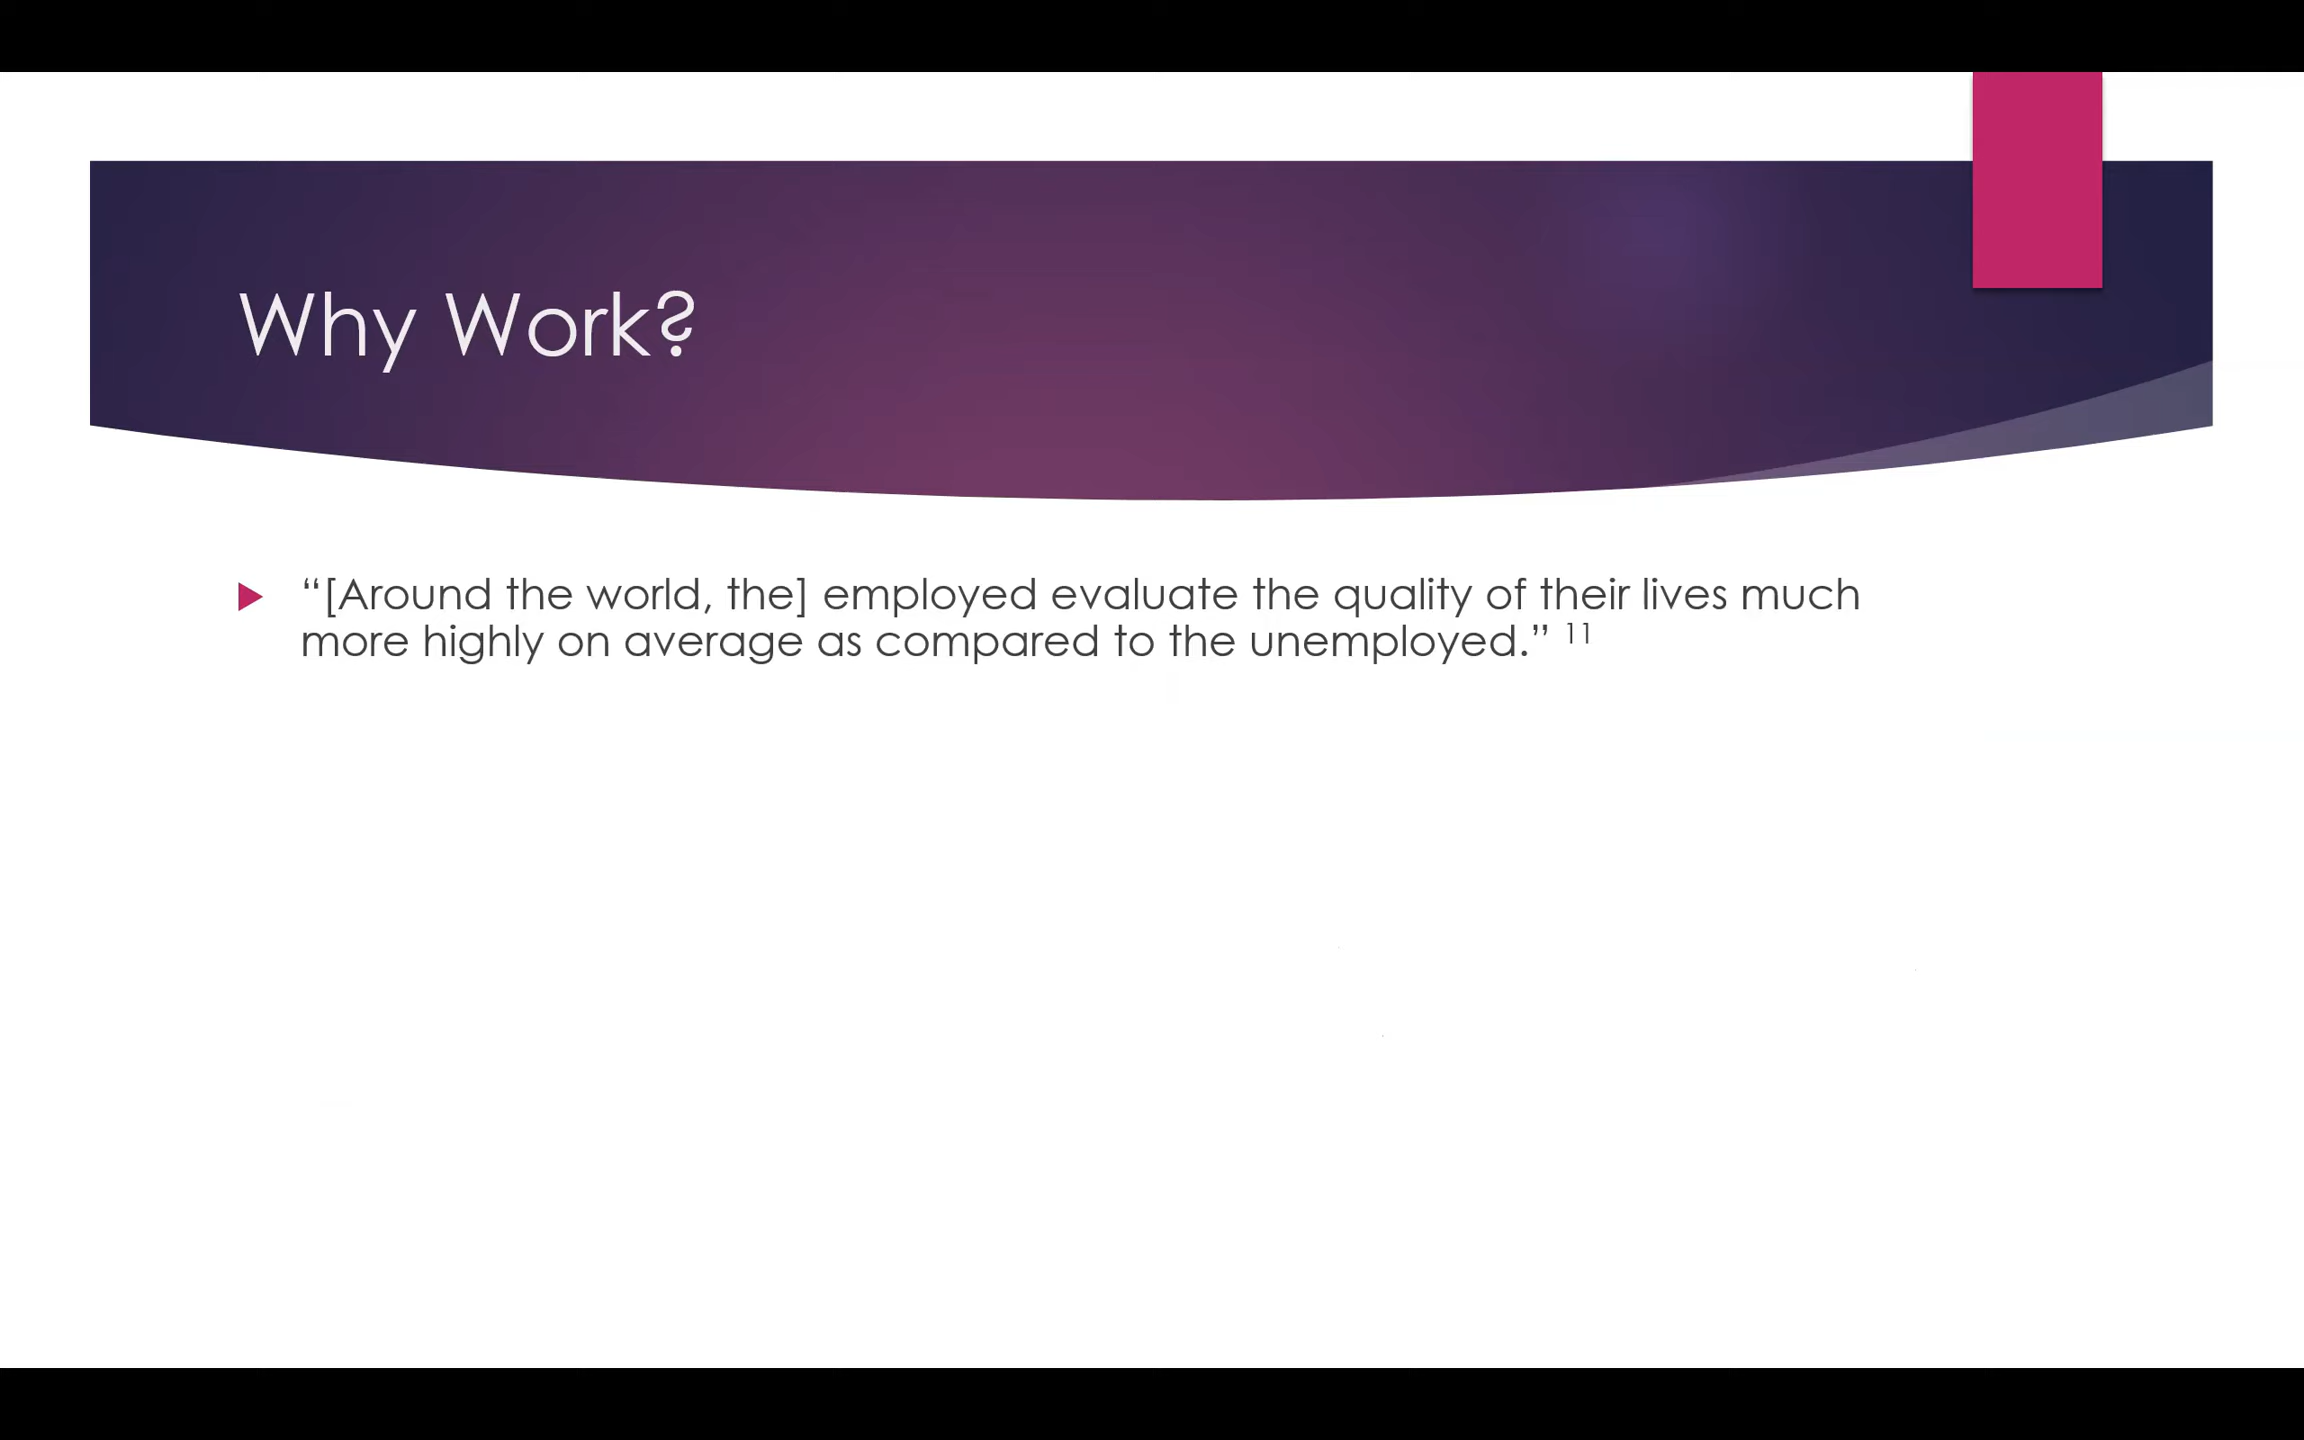 Why Work?
“[Around the world, the] employed evaluate the quality of their lives much
more highly on average as compared to the unemployed.” 11